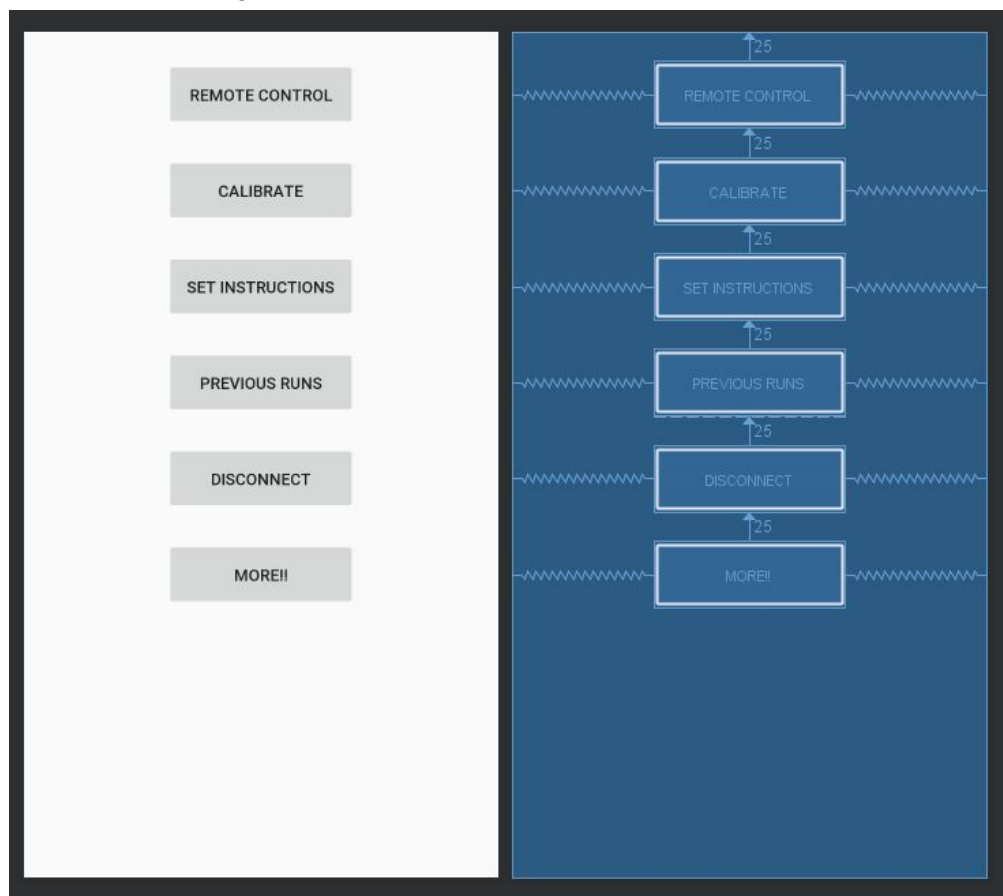 REMOTE CONTROL
CALIBRATE
SET INSTRUCTIONS
PREVIOUS RUNS
DISCONNECT
MORE!!
25
REMOTE CONTROL
25
CALIBRATE
25
SET INSTRUCTIONS
25
PREVIOUS RUNS
25
DISCONNECT
25
MORE!!